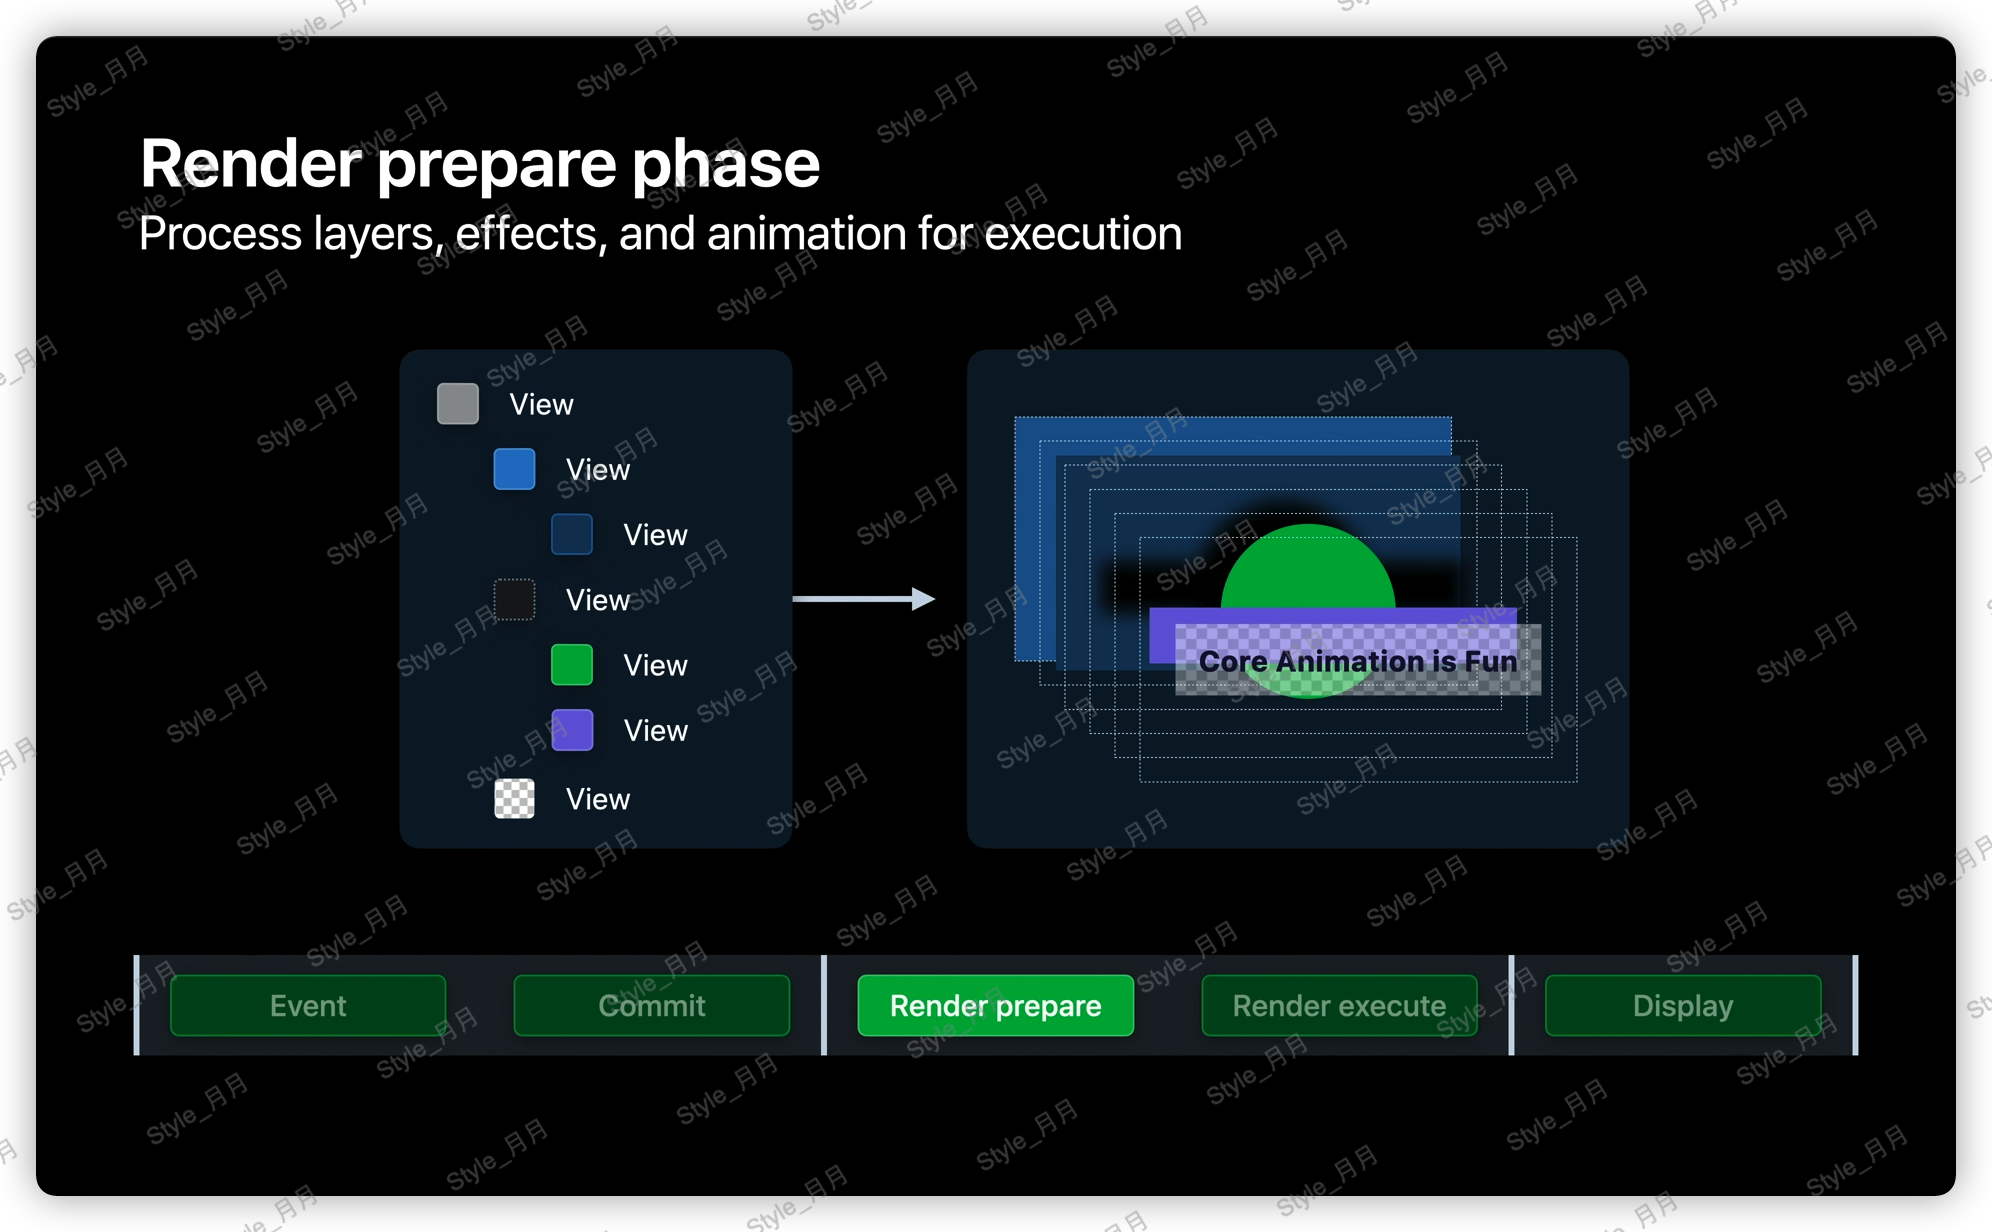 Render prepare phase
Process layers, effects, and animation for execution
View
View
View
View
View
View
View
Core Animation is Fun
Event
Commit
Render prepare
Render execute
Display
Style_月月